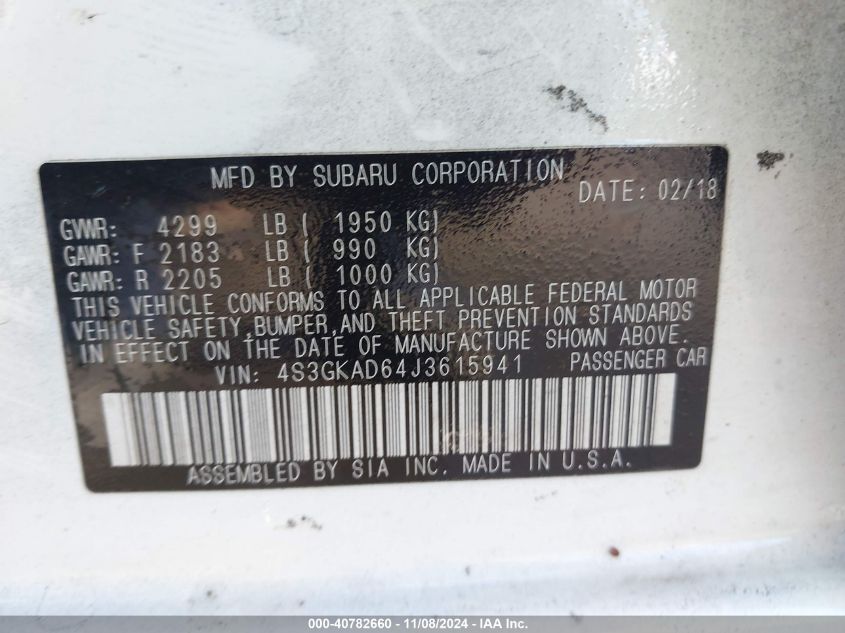 MFD BY SUBARU CORPORATION
DATE: 02/18
GVWR: 4299 LB ( 1950 KG)
GAWR: F 2183 LB ( 990 KG)
GAWR: R 2205 LB ( 1000 KG)
THIS VEHICLE CONFORMS TO ALL APPLICABLE FEDERAL MOTOR
VEHICLE SAFETY,BUMPER,AND THEFT PREVENTION STANDARDS
IN EFFECT ON THE DATE OF MANUFACTURE SHOWN ABOVE.
VIN: 4S3GKAD64J3615941 PASSENGER CAR
ASSEMBLED BY SIA INC. MADE IN U.S.A.
000-40782660 - 11/08/2024 - IAA Inc.